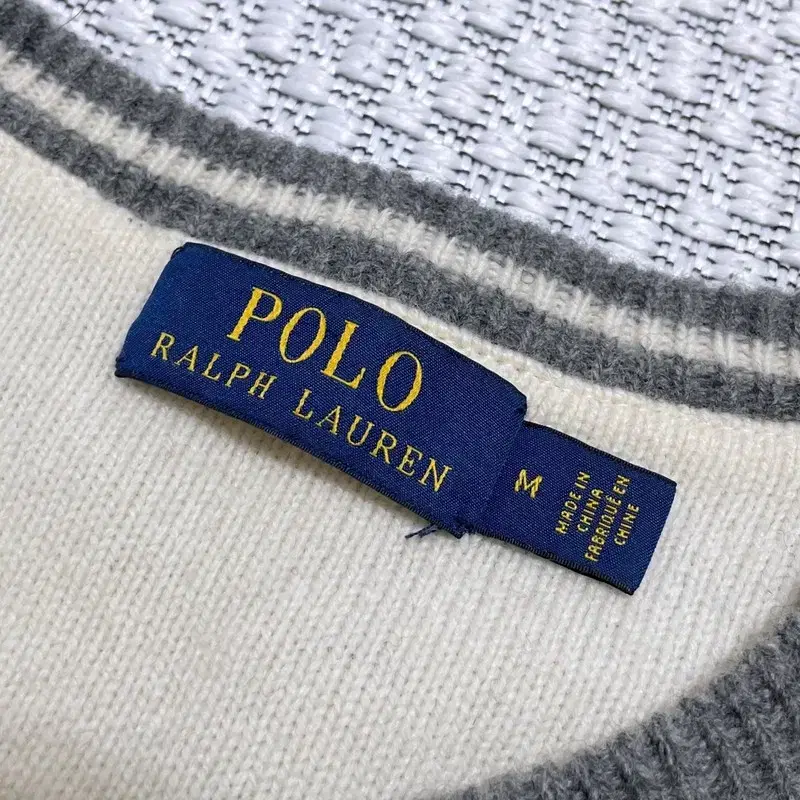 POLO
RALPH LAUREN
M
MADE IN
CHINA
FABRIQUÉ EN
CHINE